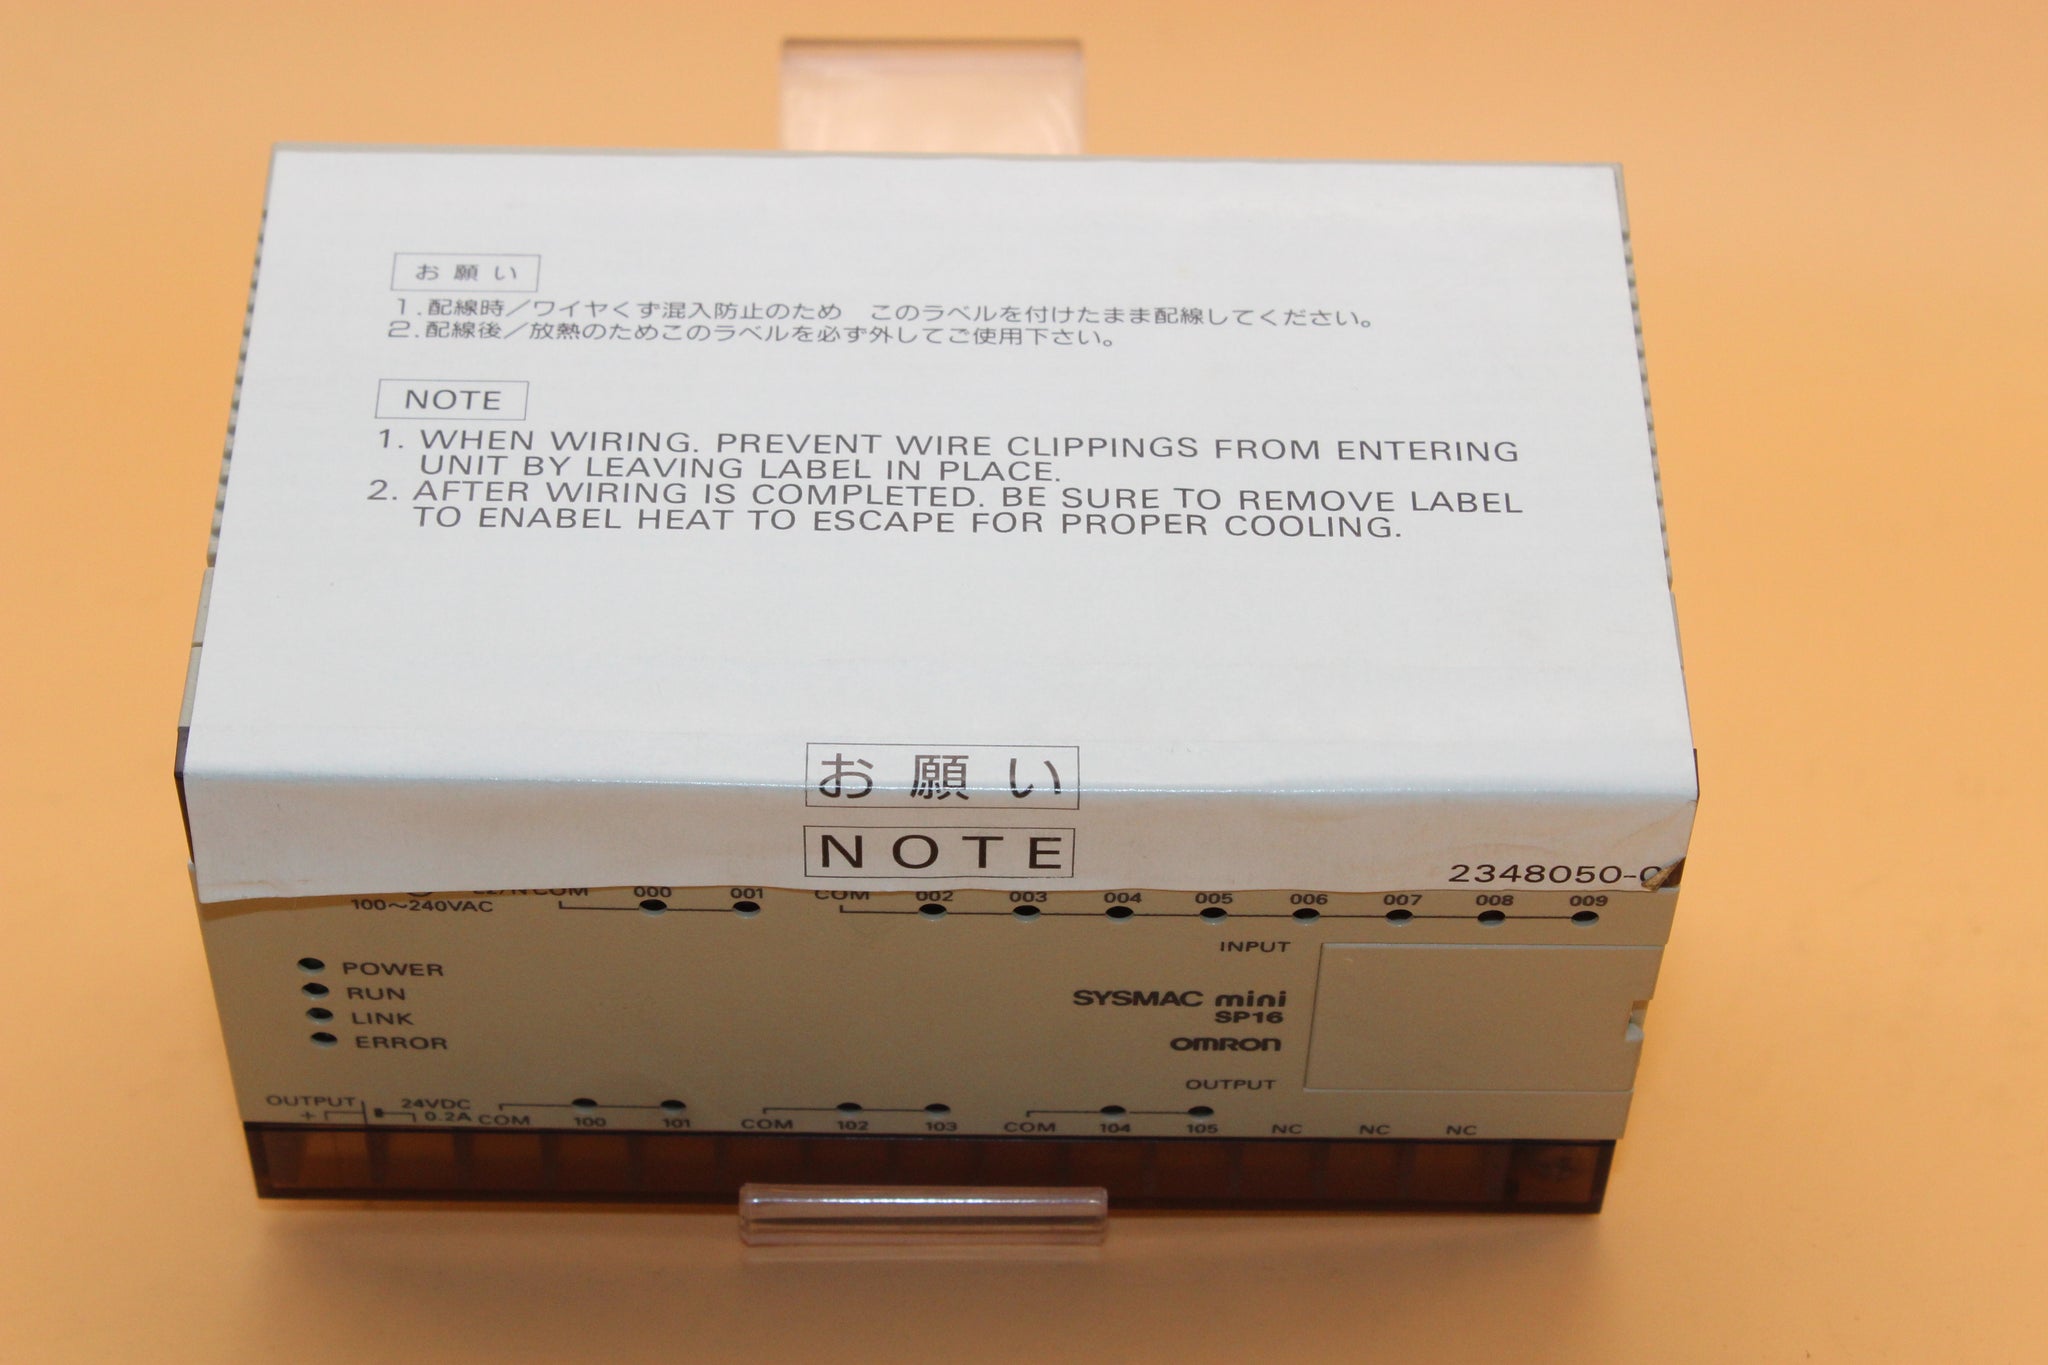 お願い
1.配線時/ワイヤくず混入防止のため このラベルを付けたまま配線してください。
2.配線後/放熱のためこのラベルを必ず外してご使用下さい。
NOTE
1. WHEN WIRING. PREVENT WIRE CLIPPINGS FROM ENTERING
UNIT BY LEAVING LABEL IN PLACE.
2. AFTER WIRING IS COMPLETED. BE SURE TO REMOVE LABEL
TO ENABEL HEAT TO ESCAPE FOR PROPER COOLING.
お願い
NOTE
2348050-
L2/N COM 000 001 COM 002 003 004 005 006 007 008 009
100~240VAC
INPUT
POWER
RUN
LINK
ERROR
SYSMAC mini
SP16
OMRON
OUTPUT
OUTPUT 24VDC
+ 0.2A COM 100 101 COM 102 103 COM 104 105 NC NC NC